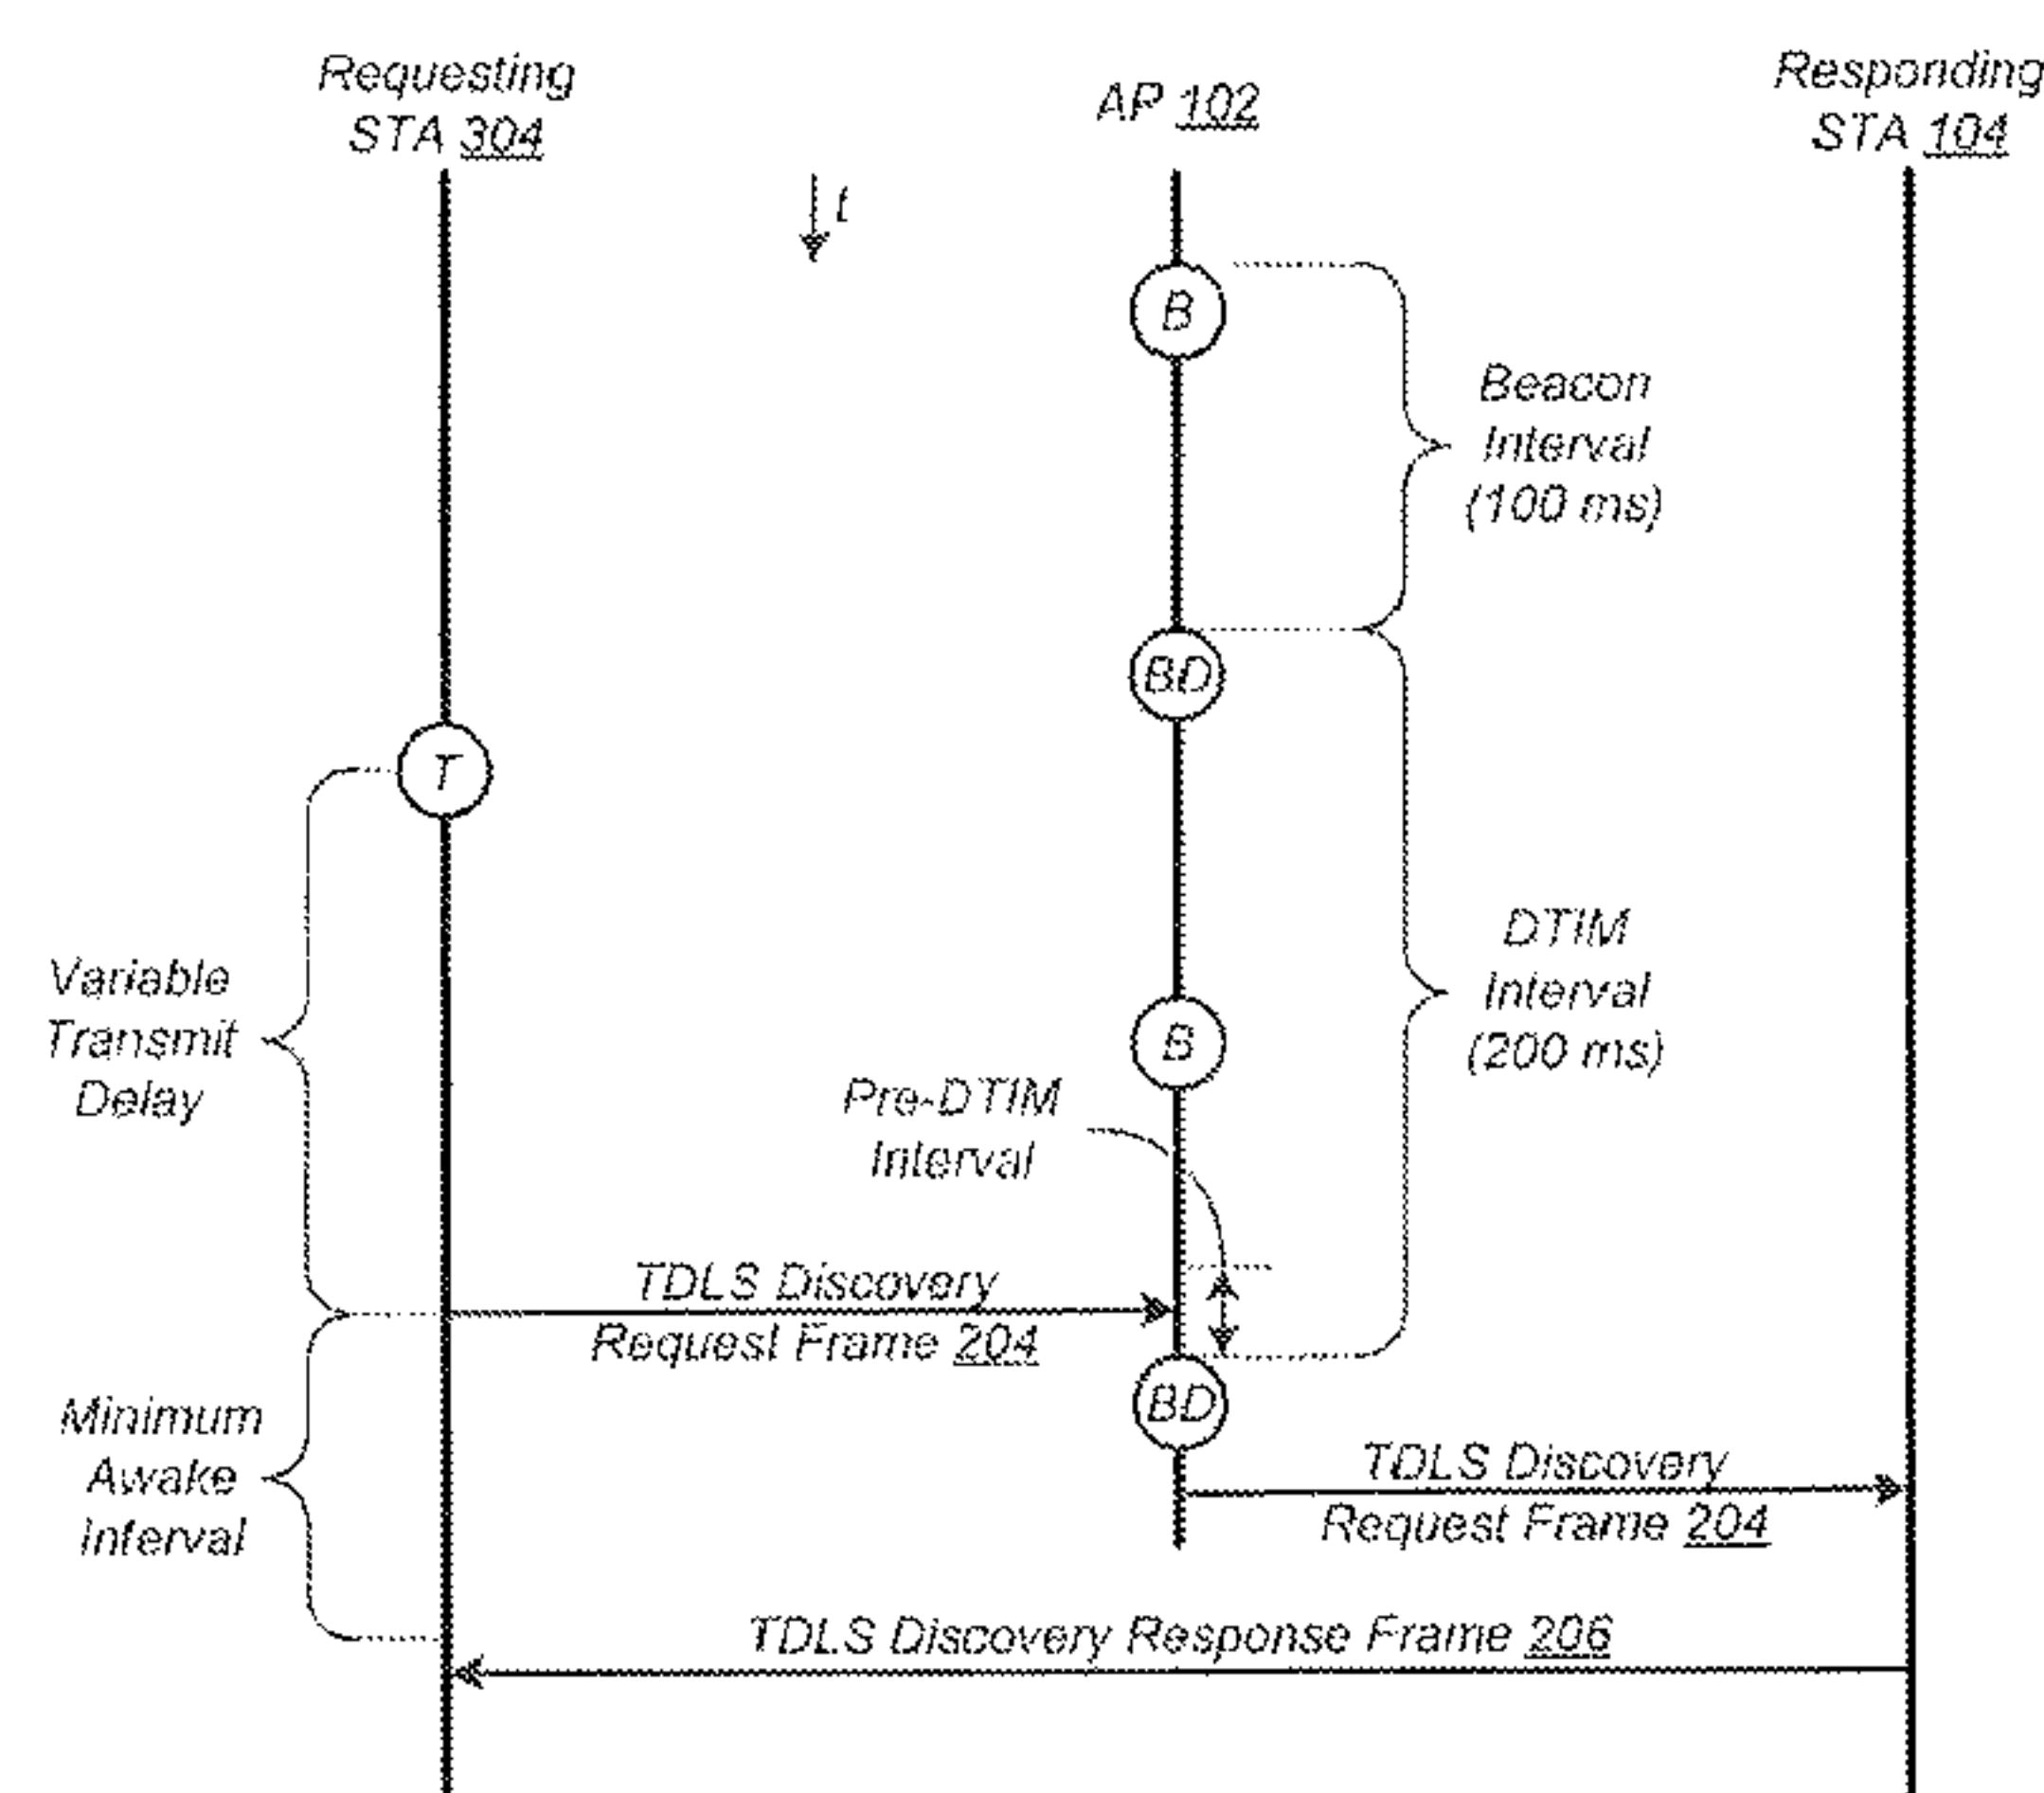 Requesting
STA 304
AP 102
Responding
STA 104
t
B
Beacon
Interval
(100 ms)
BD
T
DTIM
Interval
(200 ms)
Variable
Transmit
Delay
B
Pre-DTIM
Interval
TDLS Discovery
Request Frame 204
BD
Minimum
Awake
Interval
TDLS Discovery
Request Frame 204
TDLS Discovery Response Frame 206